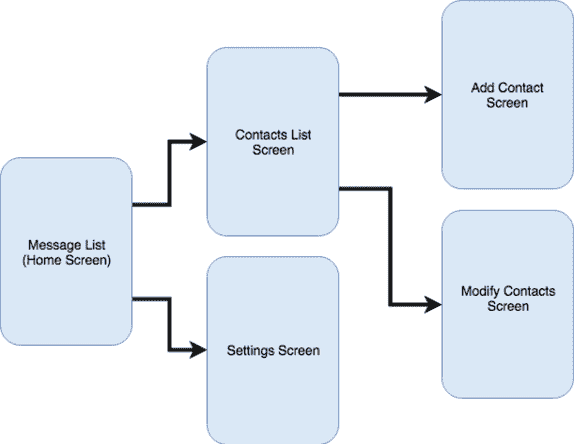 Message List
(Home Screen)
Contacts List
Screen
Settings Screen
Add Contact
Screen
Modify Contacts
Screen